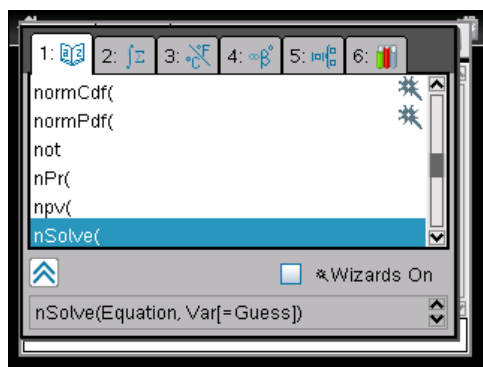 1: 2: ∫Σ 3: °C°F 4: ∞β° 5: 6:
normCdf(
normPdf(
not
nPr(
npv(
nSolve(
Wizards On
nSolve(Equation, Var[=Guess])